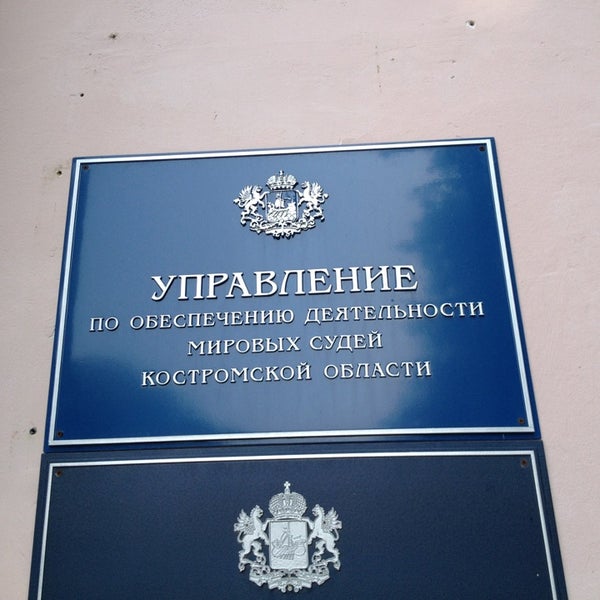 УПРАВЛЕНИЕ
ПО ОБЕСПЕЧЕНИЮ ДЕЯТЕЛЬНОСТИ
МИРОВЫХ СУДЕЙ
КОСТРОМСКОЙ ОБЛАСТИ